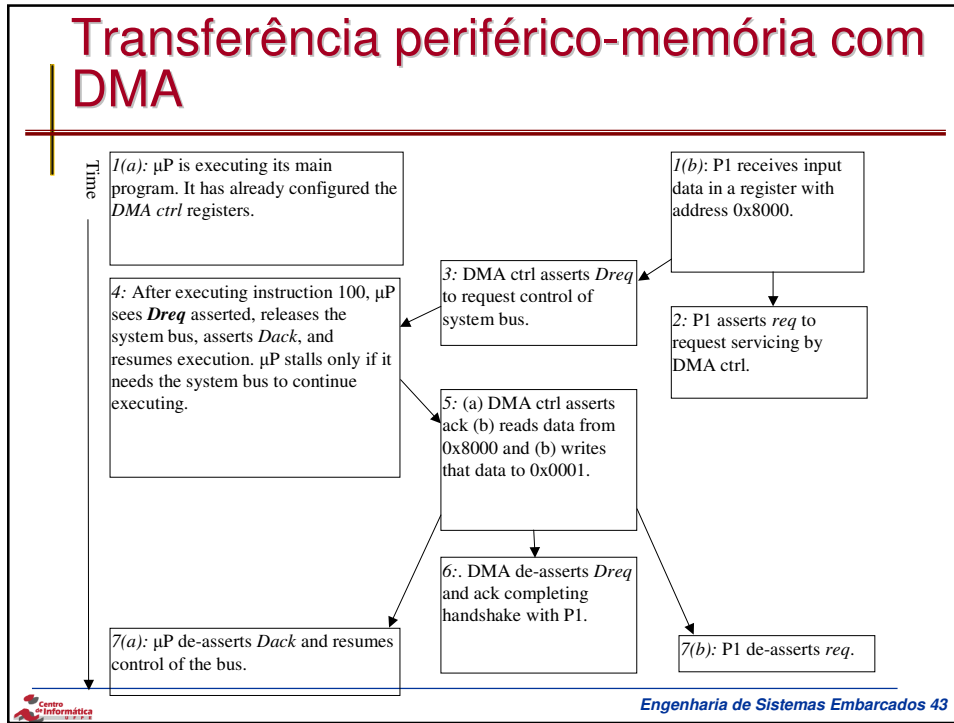 Transferência periférico-memória com
DMA
Time
1(a): µP is executing its main
program. It has already configured the
DMA ctrl registers.
1(b): P1 receives input
data in a register with
address 0x8000.
3: DMA ctrl asserts Dreq
to request control of
system bus.
4: After executing instruction 100, µP
sees Dreq asserted, releases the
system bus, asserts Dack, and
resumes execution. µP stalls only if it
needs the system bus to continue
executing.
2: P1 asserts req to
request servicing by
DMA ctrl.
5: (a) DMA ctrl asserts
ack (b) reads data from
0x8000 and (b) writes
that data to 0x0001.
6:. DMA de-asserts Dreq
and ack completing
handshake with P1.
7(a): µP de-asserts Dack and resumes
control of the bus.
7(b): P1 de-asserts req.
Centro
de Informática
UFPE
Engenharia de Sistemas Embarcados 43